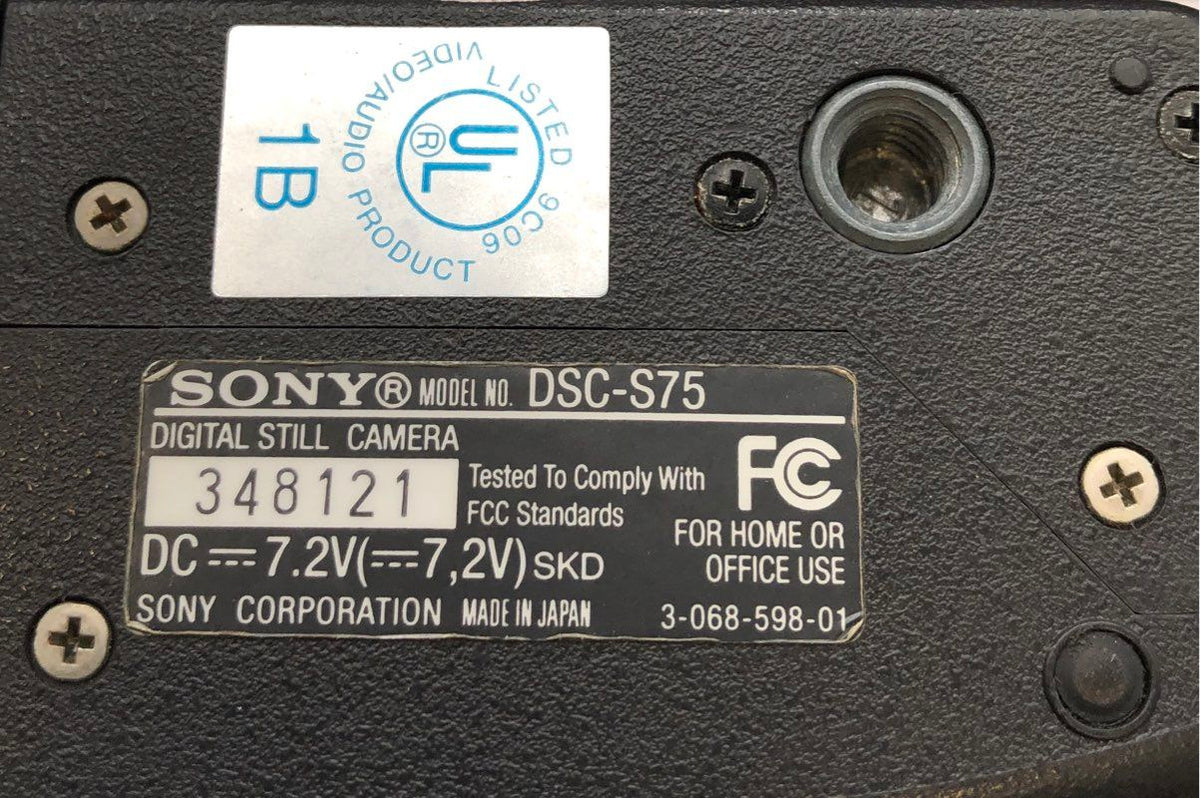 LISTED 9C06
UL®
VIDEO/AUDIO PRODUCT
1B
SONY® MODEL NO. DSC-S75
DIGITAL STILL CAMERA
348121
Tested To Comply With
FCC Standards
FC
FOR HOME OR
OFFICE USE
DC ⎓ 7.2V(⎓7,2V) SKD
SONY CORPORATION MADE IN JAPAN 3-068-598-01